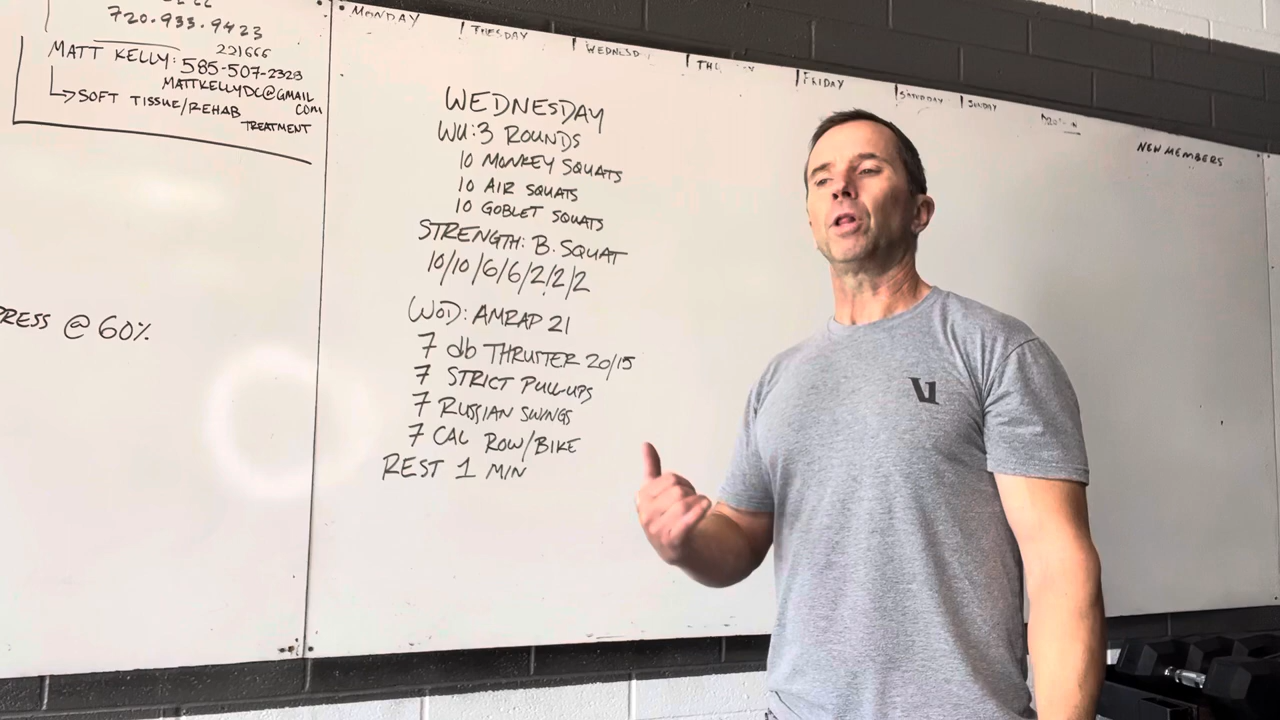 720.933.9423
221666
MATT KELLY: 585-507-2323
MATTKELLYDC@GMAIL
COM
SOFT TISSUE/REHAB
TREATMENT
PRESS @ 60%
MONDAY
TUESDAY
WEDNESD
FRIDAY
SATURDAY
SUNDAY
NEW MEMBERS
WEDNESDAY
WU: 3 ROUNDS
10 MONKEY SQUATS
10 AIR SQUATS
10 GOBLET SQUATS
STRENGTH: B. SQUAT
10/10/6/6/2/2/2
WOD: AMRAP 21
7 db THRUSTER 20/15
7 STRICT PULL-UPS
7 RUSSIAN SWINGS
7 CAL ROW/BIKE
REST 1 MIN